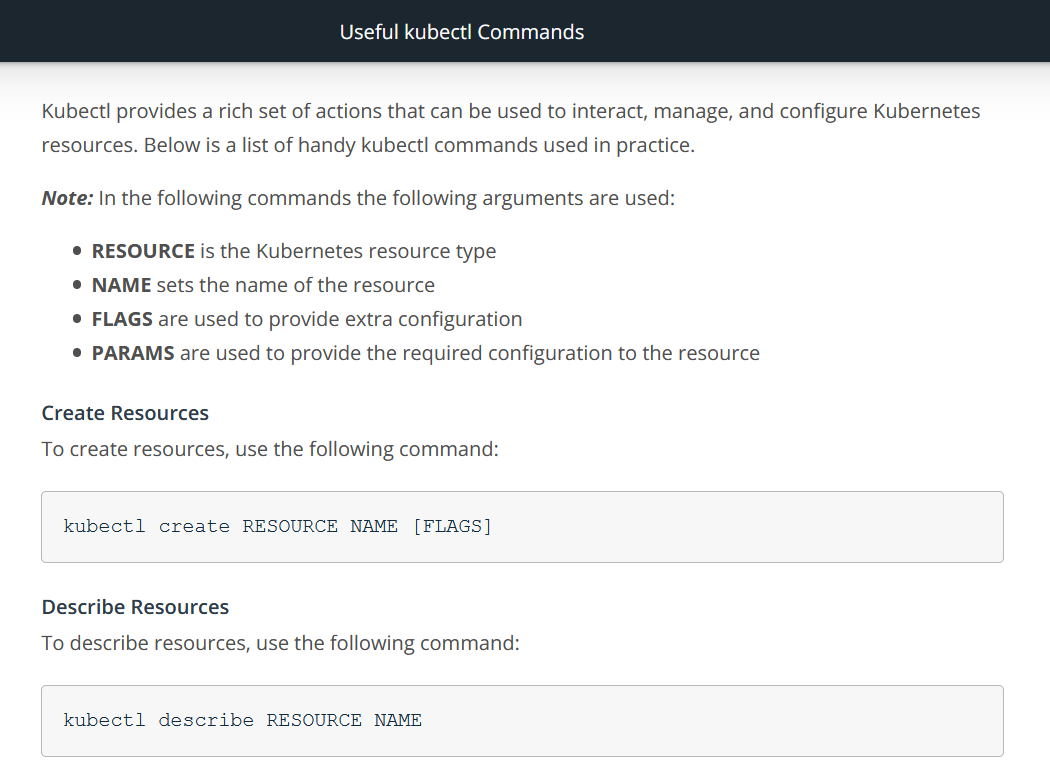 Useful kubectl Commands
Kubectl provides a rich set of actions that can be used to interact, manage, and configure Kubernetes
resources. Below is a list of handy kubectl commands used in practice.
Note: In the following commands the following arguments are used:
• RESOURCE is the Kubernetes resource type
• NAME sets the name of the resource
• FLAGS are used to provide extra configuration
• PARAMS are used to provide the required configuration to the resource
Create Resources
To create resources, use the following command:
kubectl create RESOURCE NAME [FLAGS]
Describe Resources
To describe resources, use the following command:
kubectl describe RESOURCE NAME